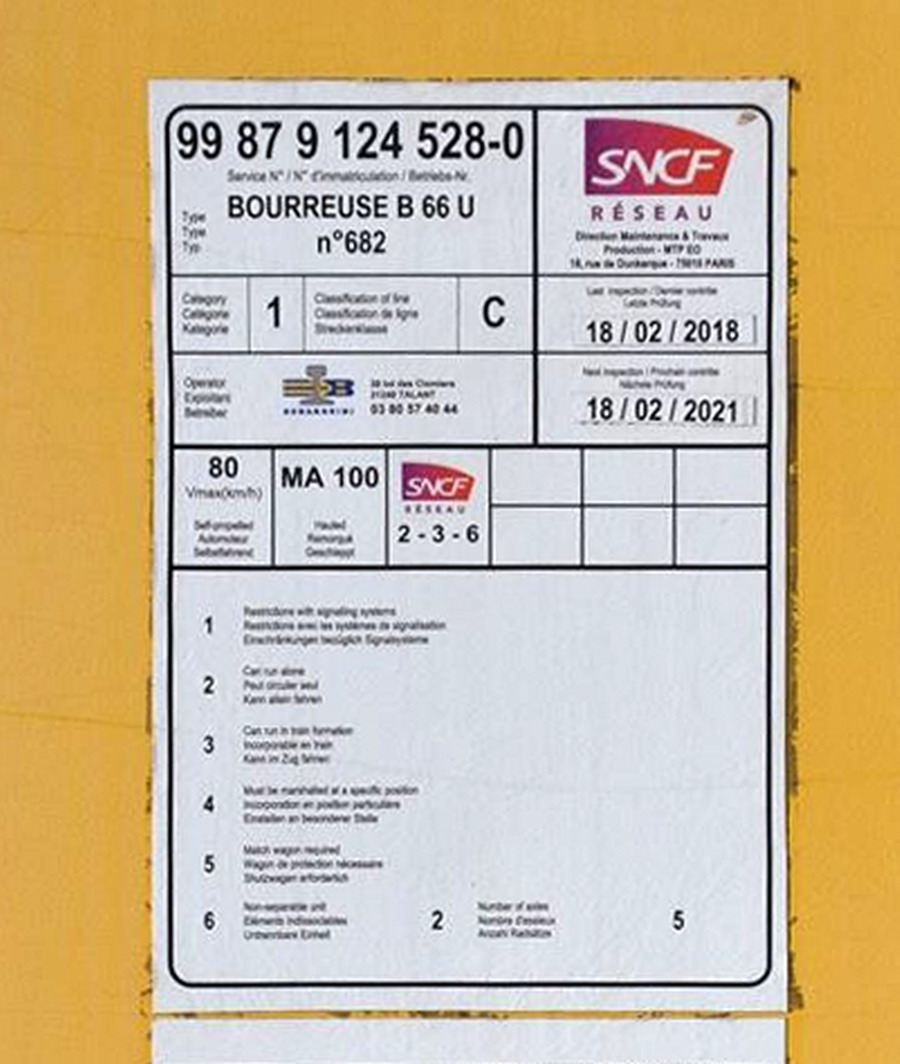 99 87 9 124 528-0
Service N° / N° d'immatriculation / Betriebs-Nr.
Type
Type
Typ
BOURREUSE B 66 U
n°682
SNCF
RÉSEAU
Direction Maintenance & Travaux
Production - MTP EO
18, rue de Dunkerque - 75010 PARIS
Category
Catégorie
Kategorie
1
Classification of line
Classification de ligne
Streckenklasse
C
Last inspection / Dernier contrôle
Letzte Prüfung
18 / 02 / 2018
Operator
Exploitant
Betreiber
21240 TALANT
03 80 57 40 44
Next inspection / Prochain contrôle
Nächste Prüfung
18 / 02 / 2021
80
Vmax(km/h)
Self-propelled
Automoteur
Selbstfahrend
MA 100
Hauled
Remorqué
Geschleppt
SNCF
RÉSEAU
2 - 3 - 6
1
Restrictions with signalling systems
Restrictions avec les systèmes de signalisation
Einschränkungen bezüglich Signalsysteme
2
Can run alone
Peut circuler seul
Kann allein fahren
3
Can run in train formation
Incorporable en train
Kann im Zug fahren
4
Must be marshalled at a specific position
Incorporation en position particulière
Einstellen an besonderer Stelle
5
Match wagon required
Wagon de protection nécessaire
Shutzwagen erforderlich
6
Non-separable unit
Eléments indissociables
Untrennbare Einheit
2
Number of axles
Nombre d'essieux
Anzahl Radsätze
5